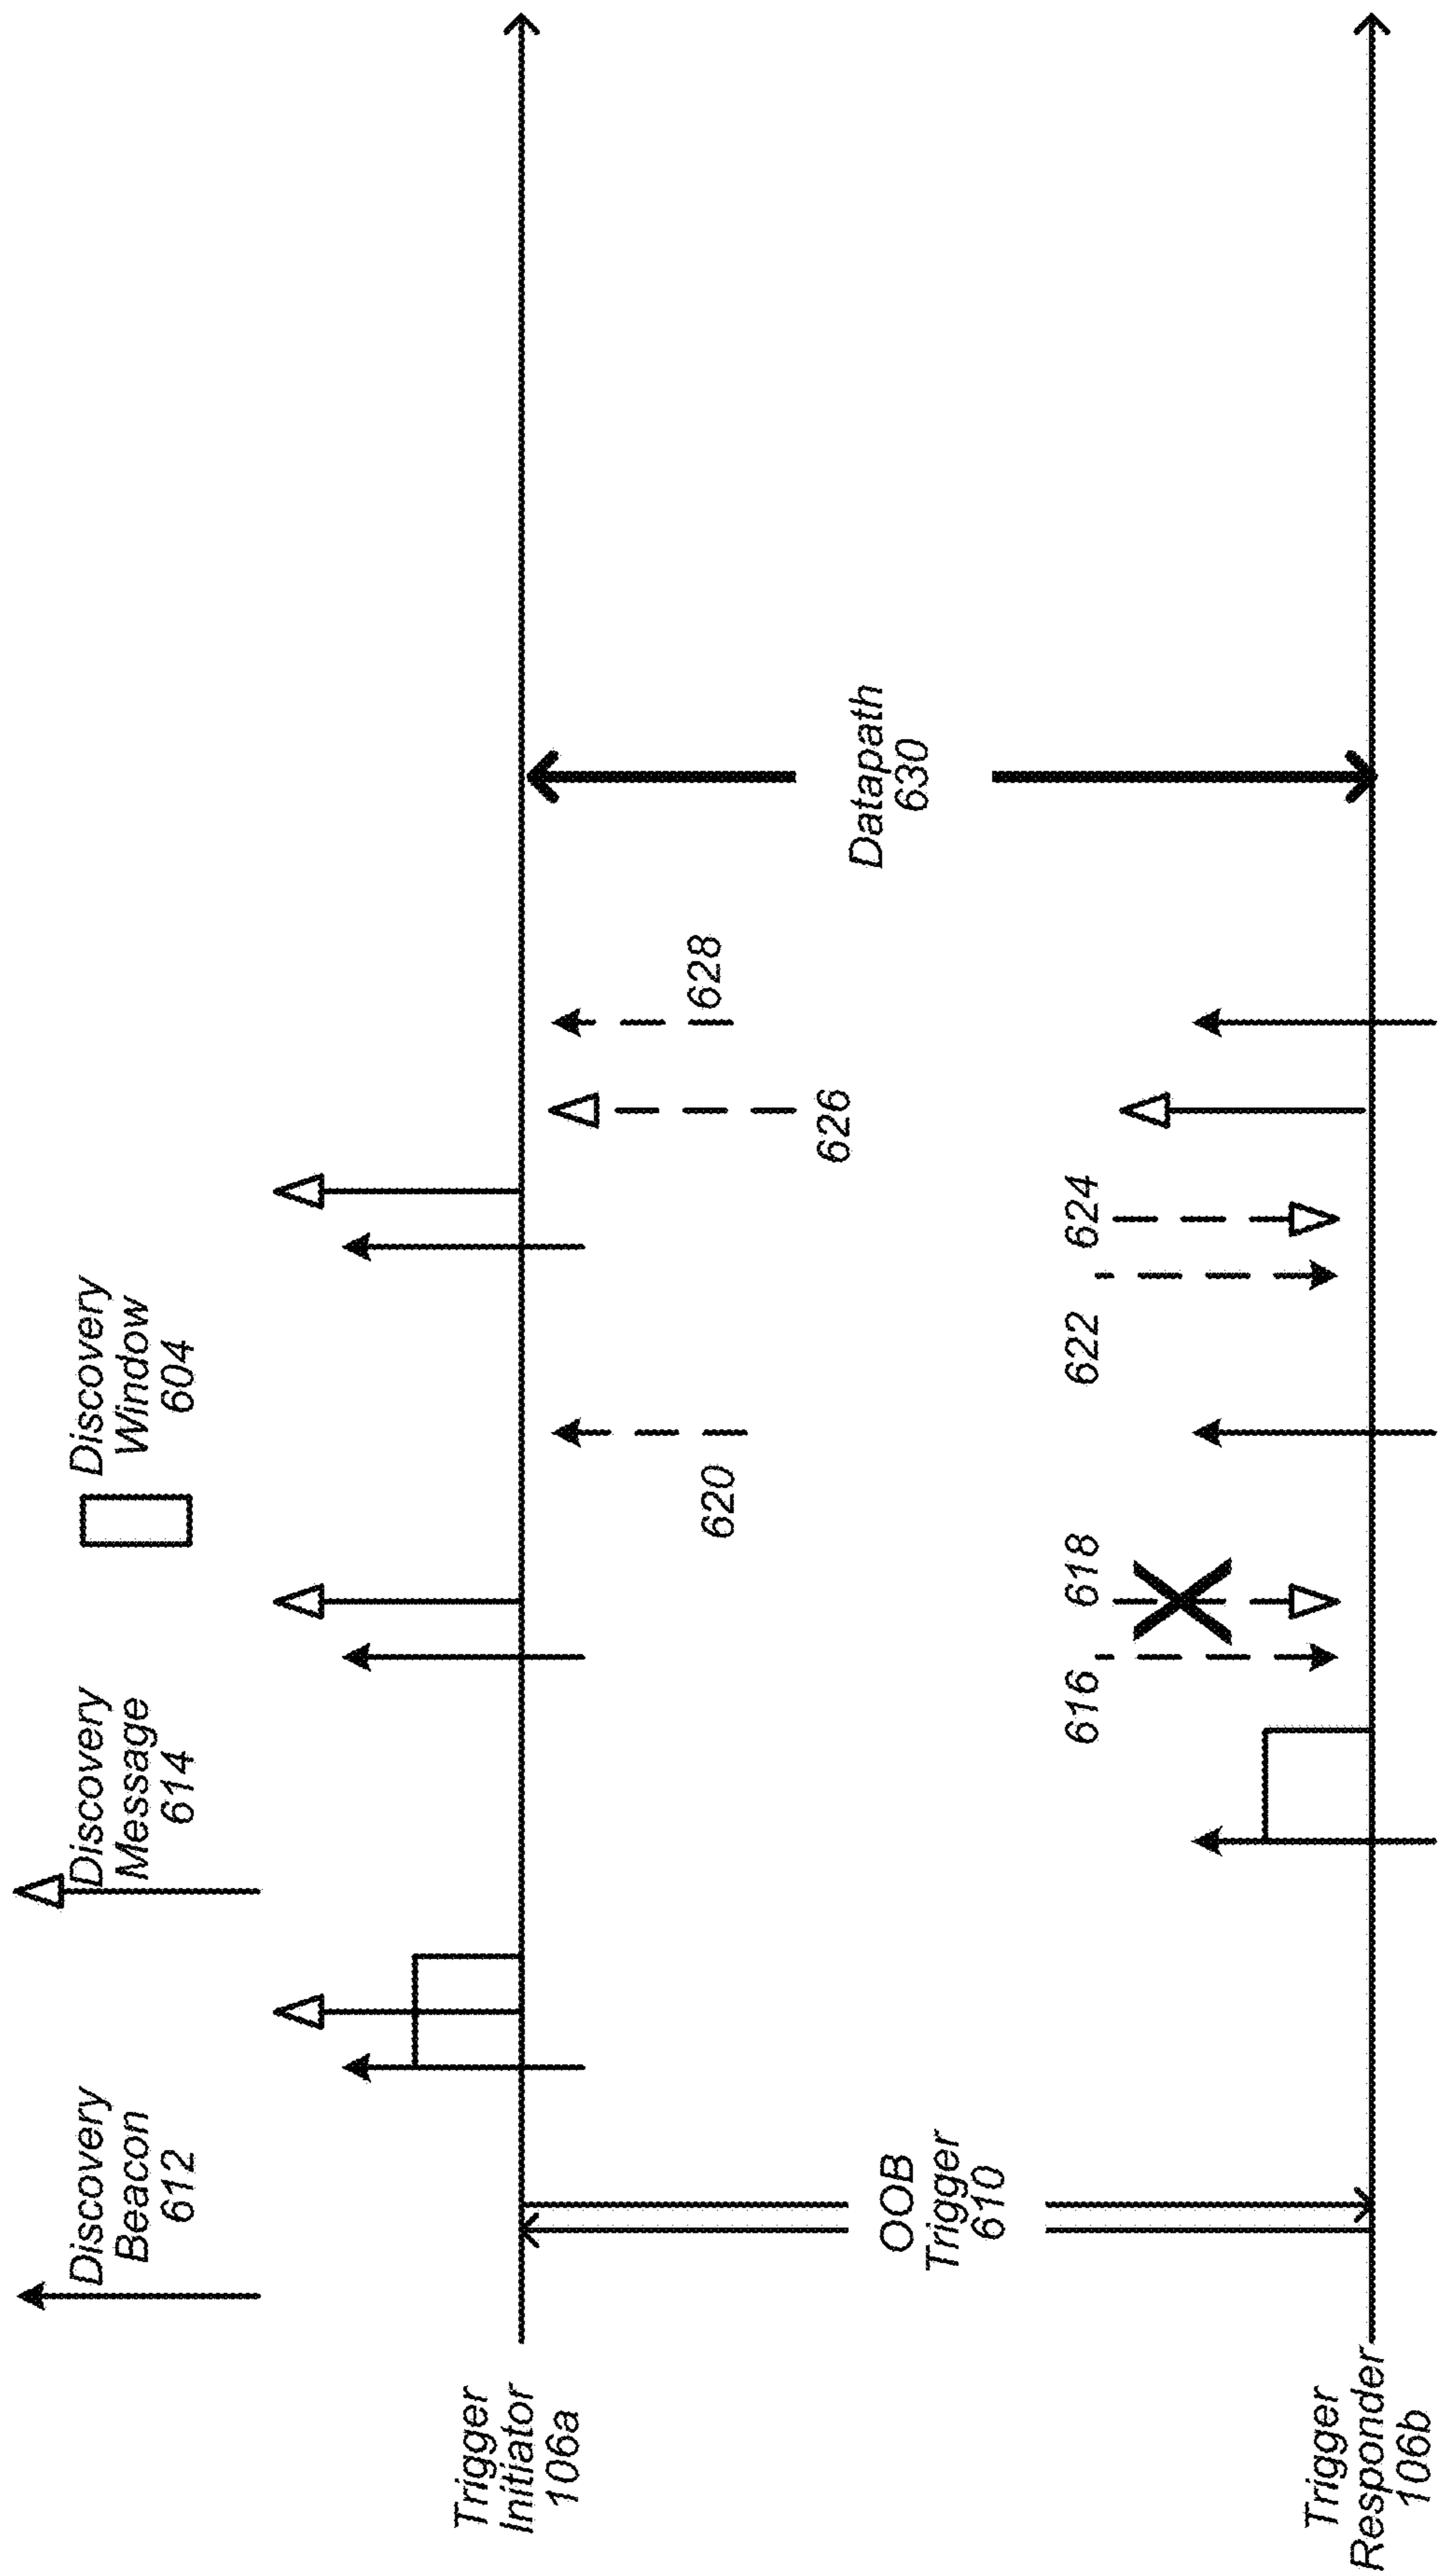 Discovery
Beacon
612
Discovery
Message
614
Discovery
Window
604
Trigger
Initiator
106a
OOB
Trigger
610
620
626
628
Datapath
630
616
618
622
624
Trigger
Responder
106b